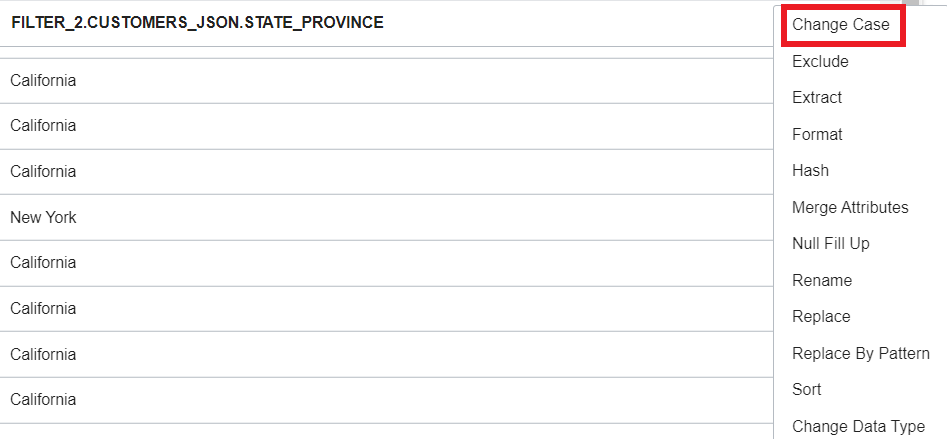 FILTER_2.CUSTOMERS_JSON.STATE_PROVINCE
California
California
California
New York
California
California
California
California
Change Case
Exclude
Extract
Format
Hash
Merge Attributes
Null Fill Up
Rename
Replace
Replace By Pattern
Sort
Change Data Type